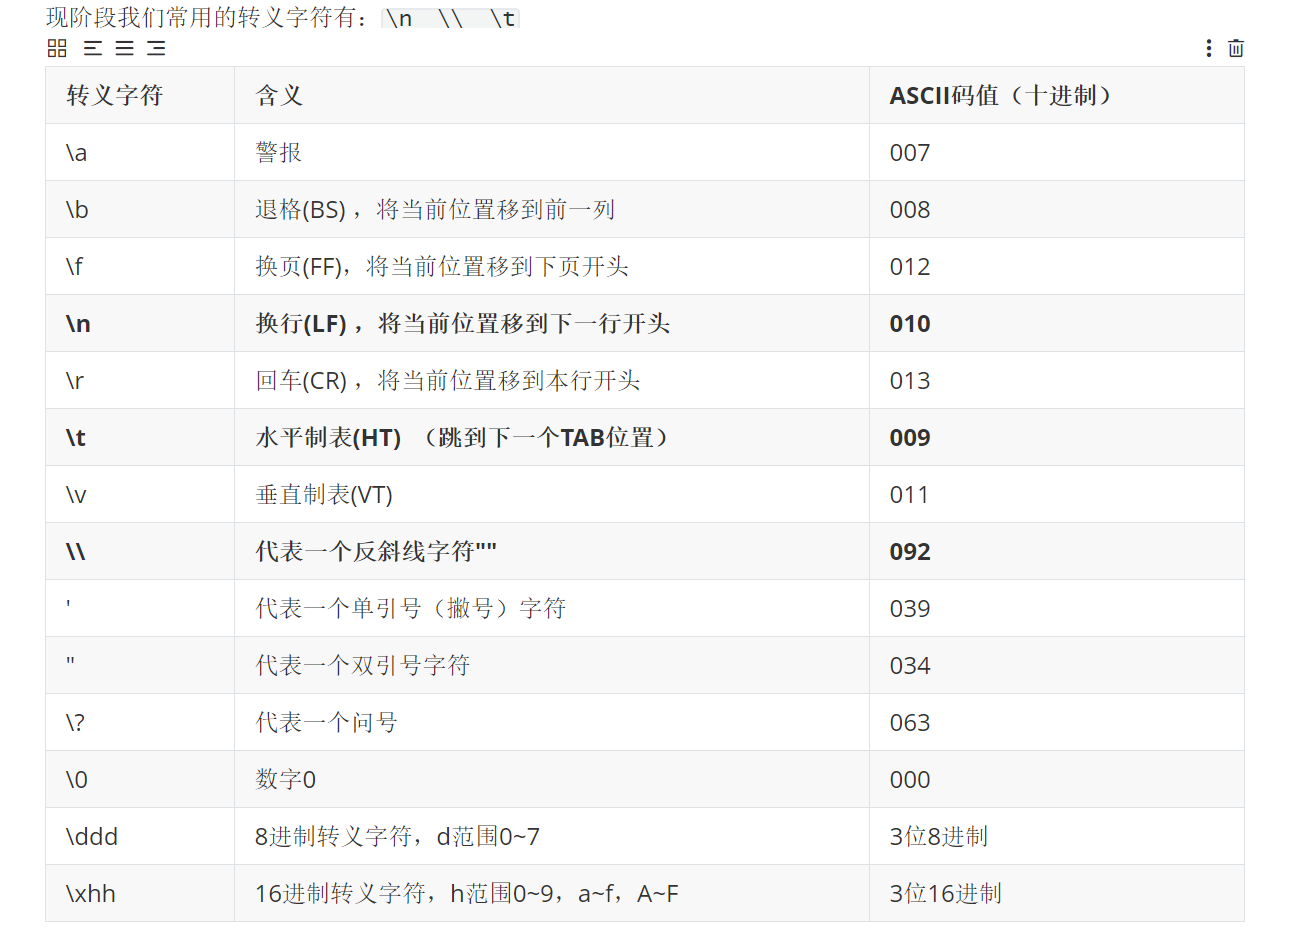 现阶段我们常用的转义字符有： \n  \\  \t
转义字符 含义 ASCII码值（十进制）
\a 警报 007
\b 退格(BS) ，将当前位置移到前一列 008
\f 换页(FF)，将当前位置移到下页开头 012
\n 换行(LF) ，将当前位置移到下一行开头 010
\r 回车(CR) ，将当前位置移到本行开头 013
\t 水平制表(HT) （跳到下一个TAB位置） 009
\v 垂直制表(VT) 011
\\ 代表一个反斜线字符"" 092
' 代表一个单引号（撇号）字符 039
" 代表一个双引号字符 034
\? 代表一个问号 063
\0 数字0 000
\ddd 8进制转义字符，d范围0~7 3位8进制
\xhh 16进制转义字符，h范围0~9，a~f，A~F 3位16进制